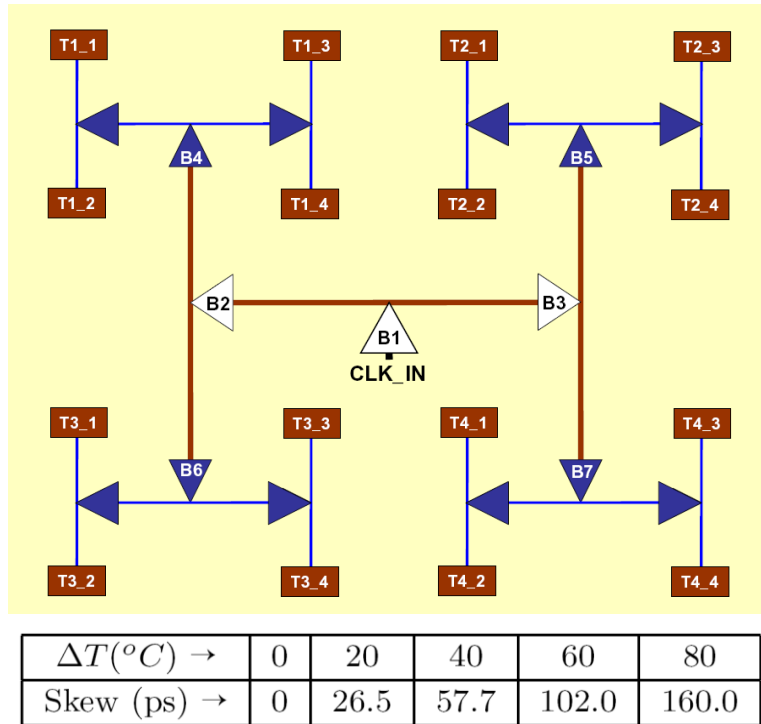 T1_1 T1_3 T2_1 T2_3
B4 B5
T1_2 T1_4 T2_2 T2_4
B2 B3
B1
CLK_IN
T3_1 T3_3 T4_1 T4_3
B6 B7
T3_2 T3_4 T4_2 T4_4
ΔT(°C) → 0 20 40 60 80
Skew (ps) → 0 26.5 57.7 102.0 160.0